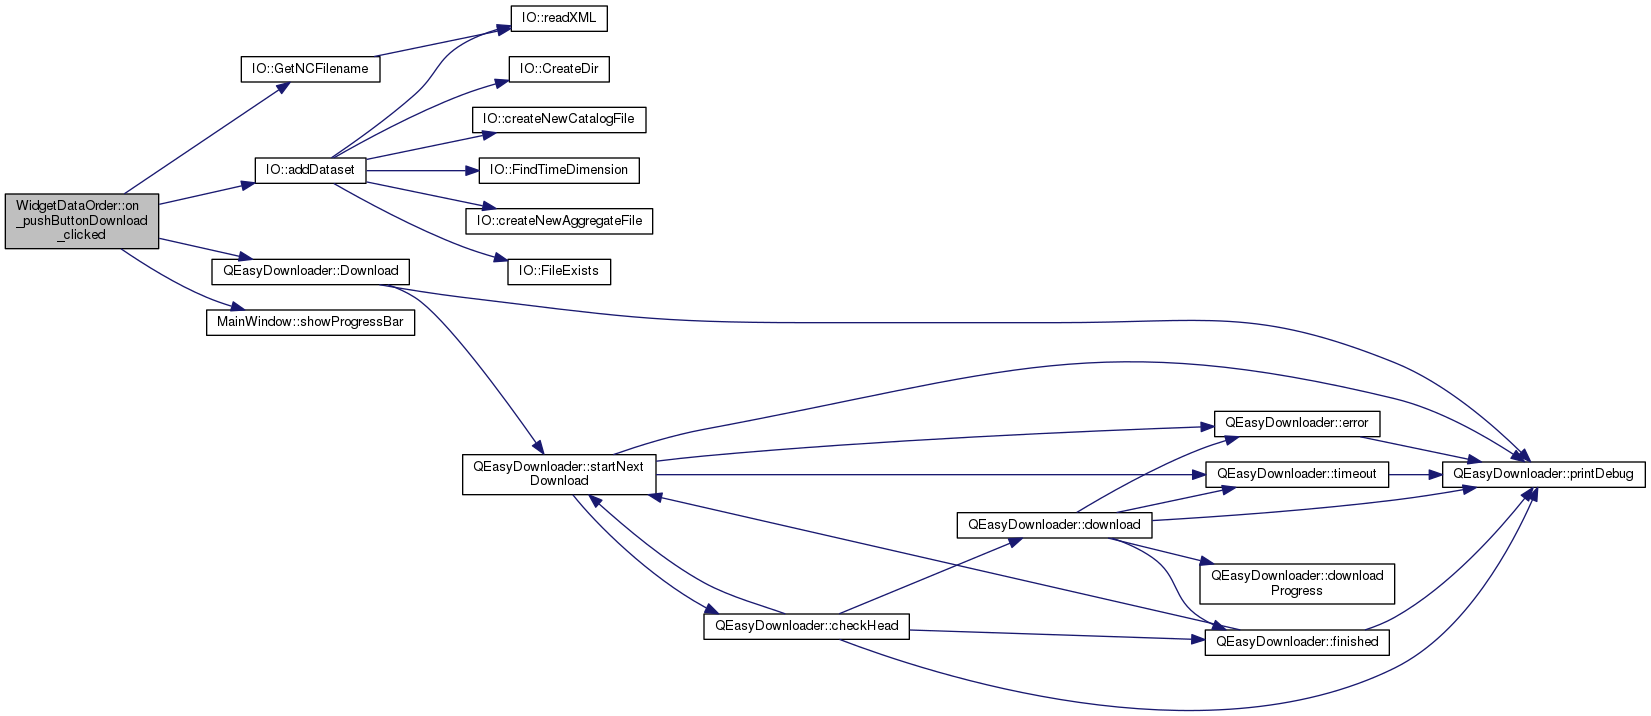 IO::readXML
IO::GetNCFilename
IO::CreateDir
IO::createNewCatalogFile
IO::addDataset
IO::FindTimeDimension
WidgetDataOrder::on
_pushButtonDownload
_clicked
IO::createNewAggregateFile
QEasyDownloader::Download
IO::FileExists
MainWindow::showProgressBar
QEasyDownloader::error
QEasyDownloader::startNext
Download
QEasyDownloader::timeout
QEasyDownloader::printDebug
QEasyDownloader::download
QEasyDownloader::download
Progress
QEasyDownloader::checkHead
QEasyDownloader::finished